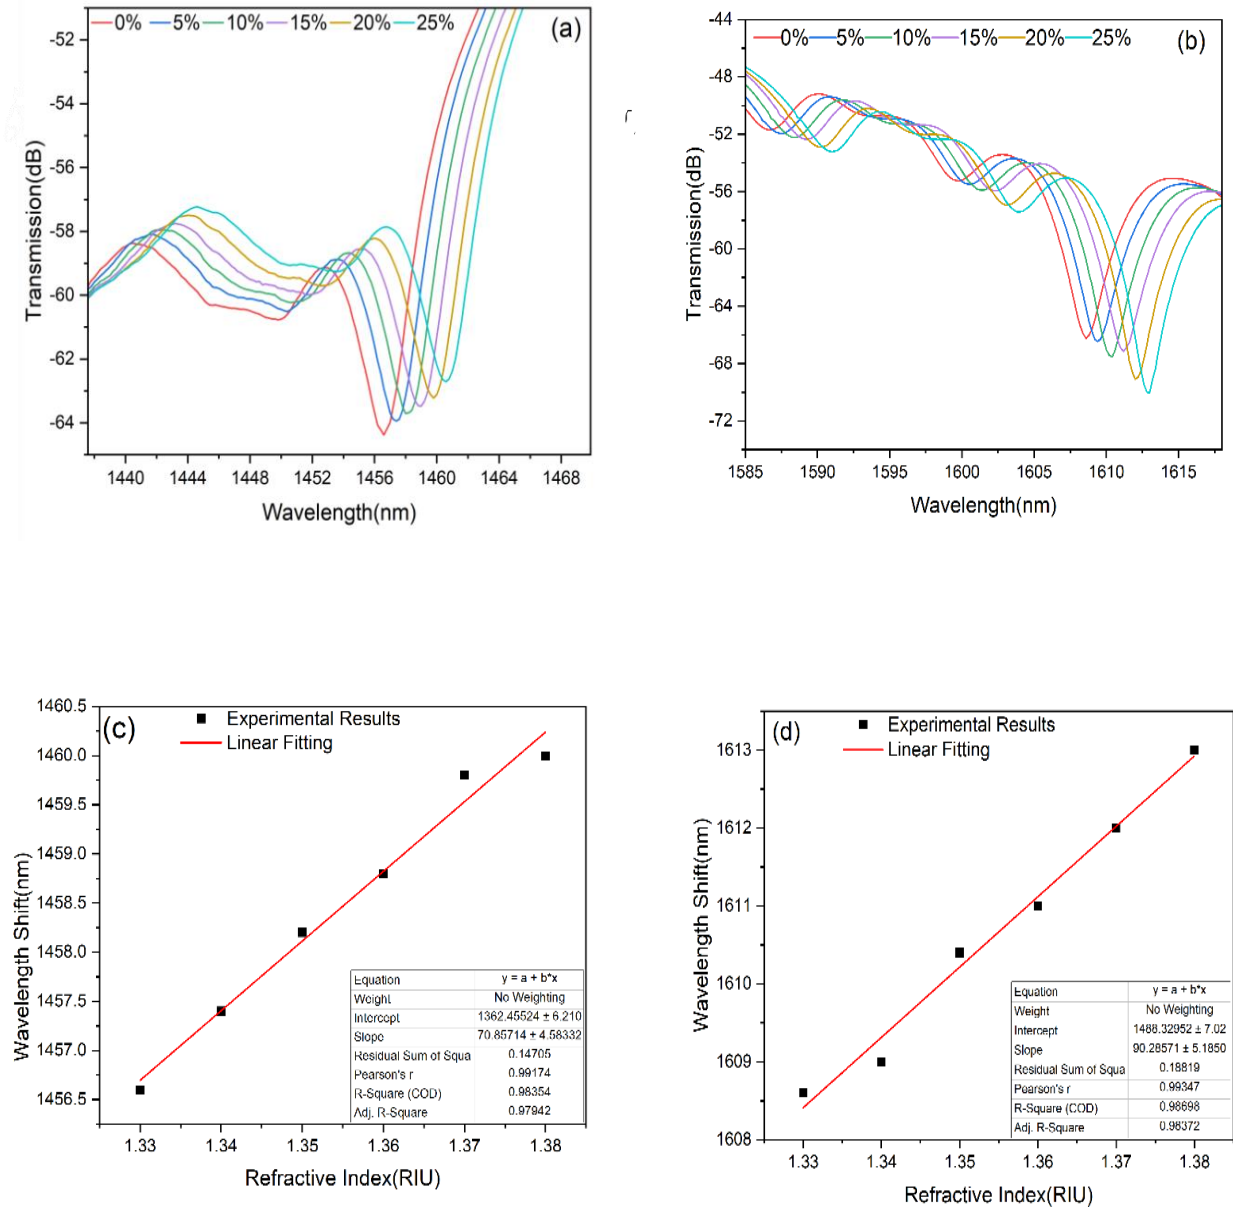 0% 5% 10% 15% 20% 25%
(a)
-52
-54
-56
-58
-60
-62
-64
Transmission(dB)
1440 1444 1448 1452 1456 1460 1464 1468
Wavelength(nm)
-44
0% 5% 10% 15% 20% 25%
(b)
-48
-52
-56
-60
-64
-68
-72
Transmission(dB)
1585 1590 1595 1600 1605 1610 1615
Wavelength(nm)
1460.5
1460.0
1459.5
1459.0
1458.5
1458.0
1457.5
1457.0
1456.5
Wavelength Shift(nm)
(c)
Experimental Results
Linear Fitting
Equation y = a + b*x
Weight No Weighting
Intercept 1362.45524 ± 6.210
Slope 70.85714 ± 4.58332
Residual Sum of Squa 0.14705
Pearson's r 0.99174
R-Square (COD) 0.98354
Adj. R-Square 0.97942
1.33 1.34 1.35 1.36 1.37 1.38
Refractive Index(RIU)
1613
1612
1611
1610
1609
1608
Wavelength Shift(nm)
(d)
Experimental Results
Linear Fitting
Equation y = a + b*x
Weight No Weighting
Intercept 1488.32952 ± 7.02
Slope 90.28571 ± 5.1850
Residual Sum of Squa 0.18819
Pearson's r 0.99347
R-Square (COD) 0.98698
Adj. R-Square 0.98372
1.33 1.34 1.35 1.36 1.37 1.38
Refractive Index(RIU)